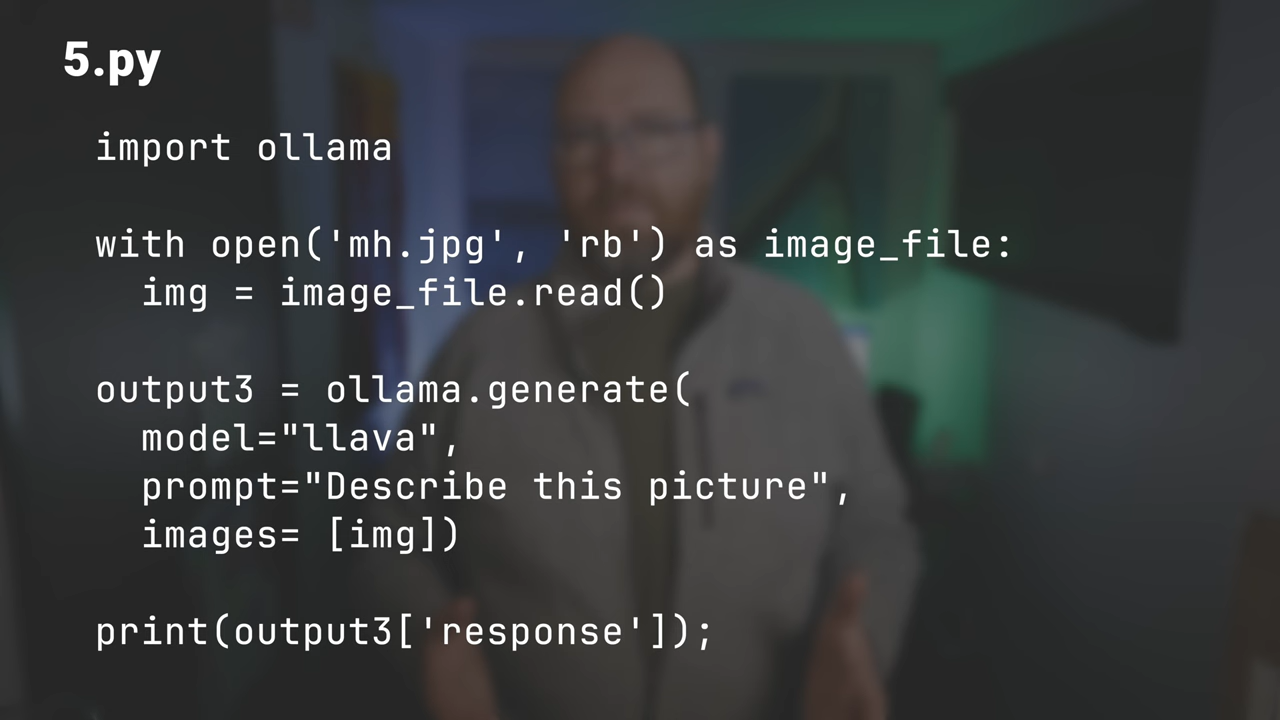 5.py
import ollama
with open('mh.jpg', 'rb') as image_file:
  img = image_file.read()
output3 = ollama.generate(
  model="llava",
  prompt="Describe this picture",
  images= [img])
print(output3['response']);